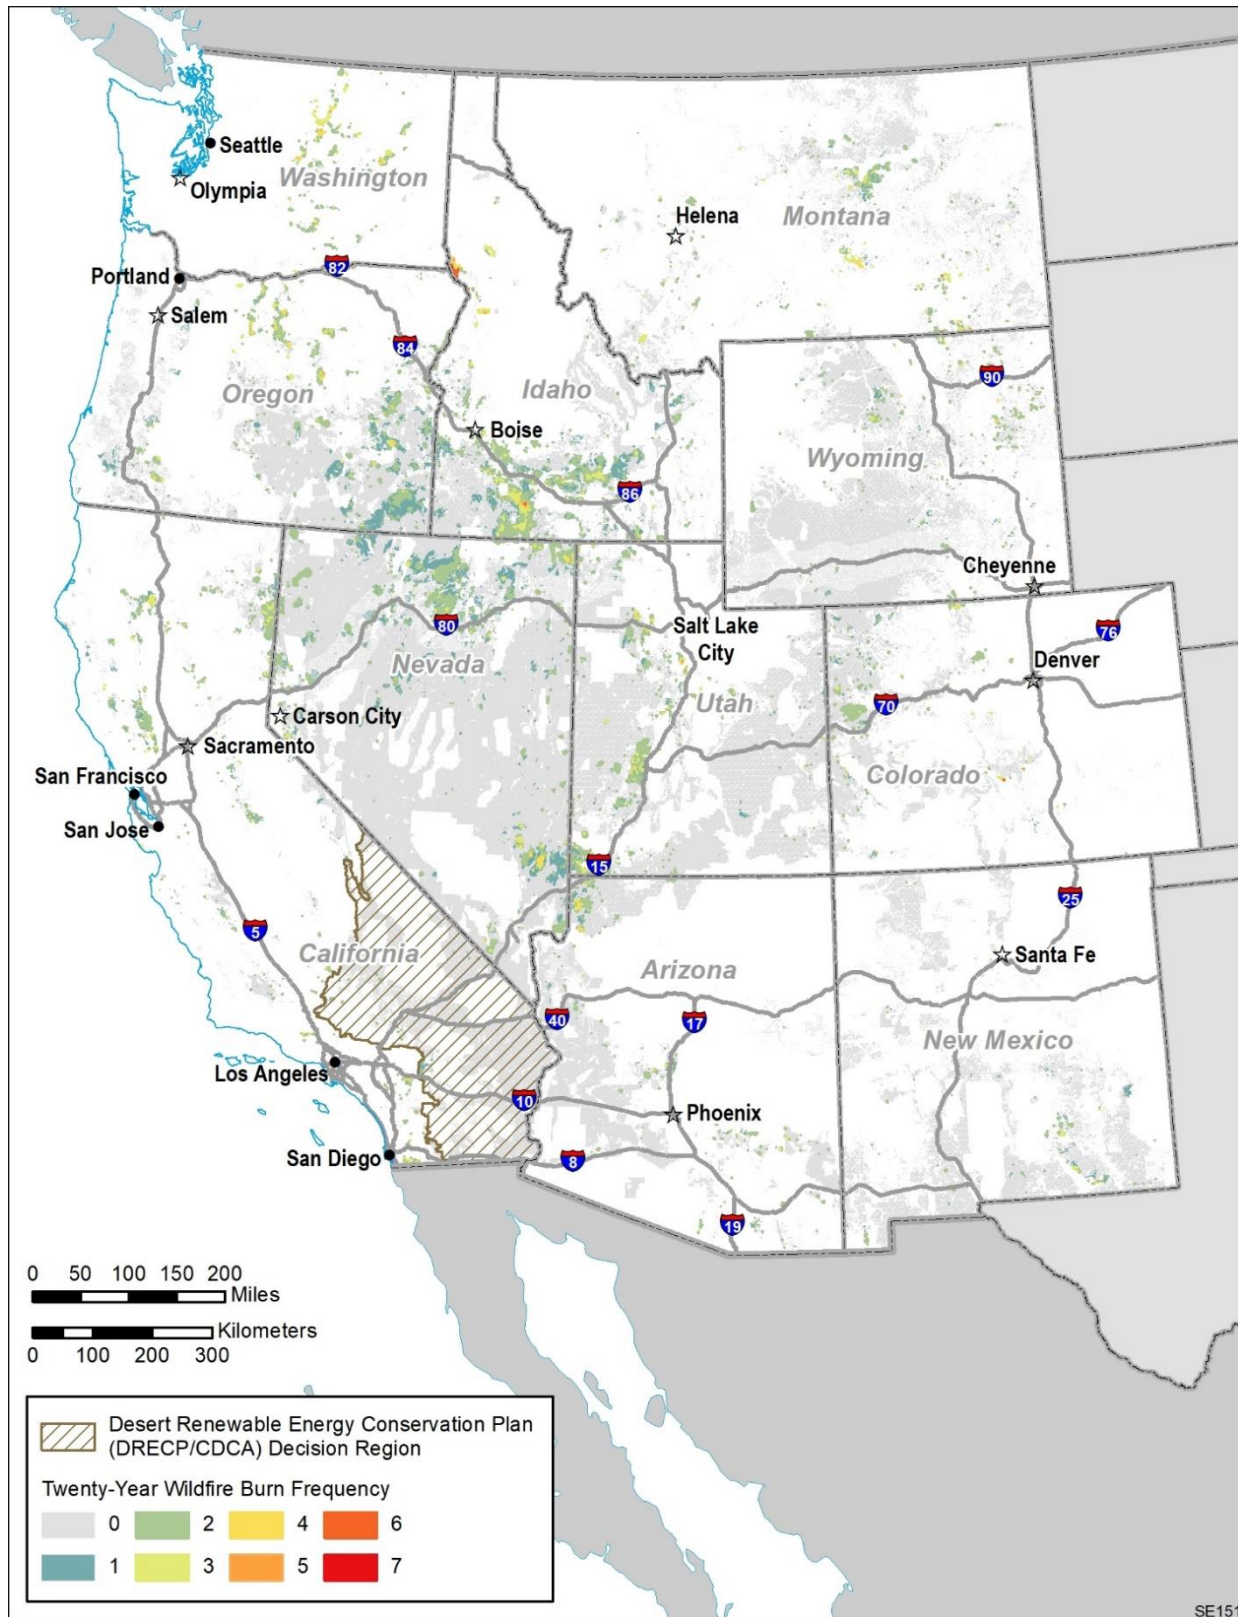 Seattle
Olympia
Washington
Helena
Montana
82
Portland
Salem
84
90
Oregon
Idaho
Boise
Wyoming
86
Cheyenne
80
Salt Lake
City
76
Nevada
Denver
Utah
70
Carson City
Sacramento
San Francisco
Colorado
San Jose
15
25
5
California
Santa Fe
Arizona
40
17
New Mexico
Los Angeles
10
Phoenix
San Diego
8
19
0 50 100 150 200
Miles
Kilometers
0 100 200 300
Desert Renewable Energy Conservation Plan
(DRECP/CDCA) Decision Region
Twenty-Year Wildfire Burn Frequency
0 2 4 6
1 3 5 7
SE151